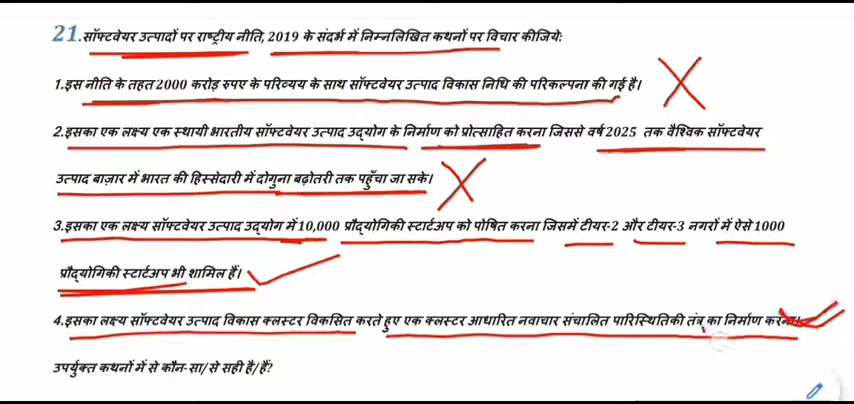 21.सॉफ्टवेयर उत्पादों पर राष्ट्रीय नीति, 2019 के संदर्भ में निम्नलिखित कथनों पर विचार कीजिये:
1.इस नीति के तहत 2000 करोड़ रुपए के परिव्यय के साथ सॉफ्टवेयर उत्पाद विकास निधि की परिकल्पना की गई है।
2.इसका एक लक्ष्य एक स्थायी भारतीय सॉफ्टवेयर उत्पाद उद्योग के निर्माण को प्रोत्साहित करना जिससे वर्ष 2025 तक वैश्विक सॉफ्टवेयर
उत्पाद बाज़ार में भारत की हिस्सेदारी में दोगुना बढ़ोतरी तक पहुँचा जा सके।
3.इसका एक लक्ष्य सॉफ्टवेयर उत्पाद उद्योग में 10,000 प्रौद्योगिकी स्टार्टअप को पोषित करना जिसमें टीयर-2 और टीयर-3 नगरों में ऐसे 1000
प्रौद्योगिकी स्टार्टअप भी शामिल हैं।
4.इसका लक्ष्य सॉफ्टवेयर उत्पाद विकास क्लस्टर विकसित करते हुए एक क्लस्टर आधारित नवाचार संचालित पारिस्थितिकी तंत्र का निर्माण करना।
उपर्युक्त कथनों में से कौन-सा/से सही है/हैं?